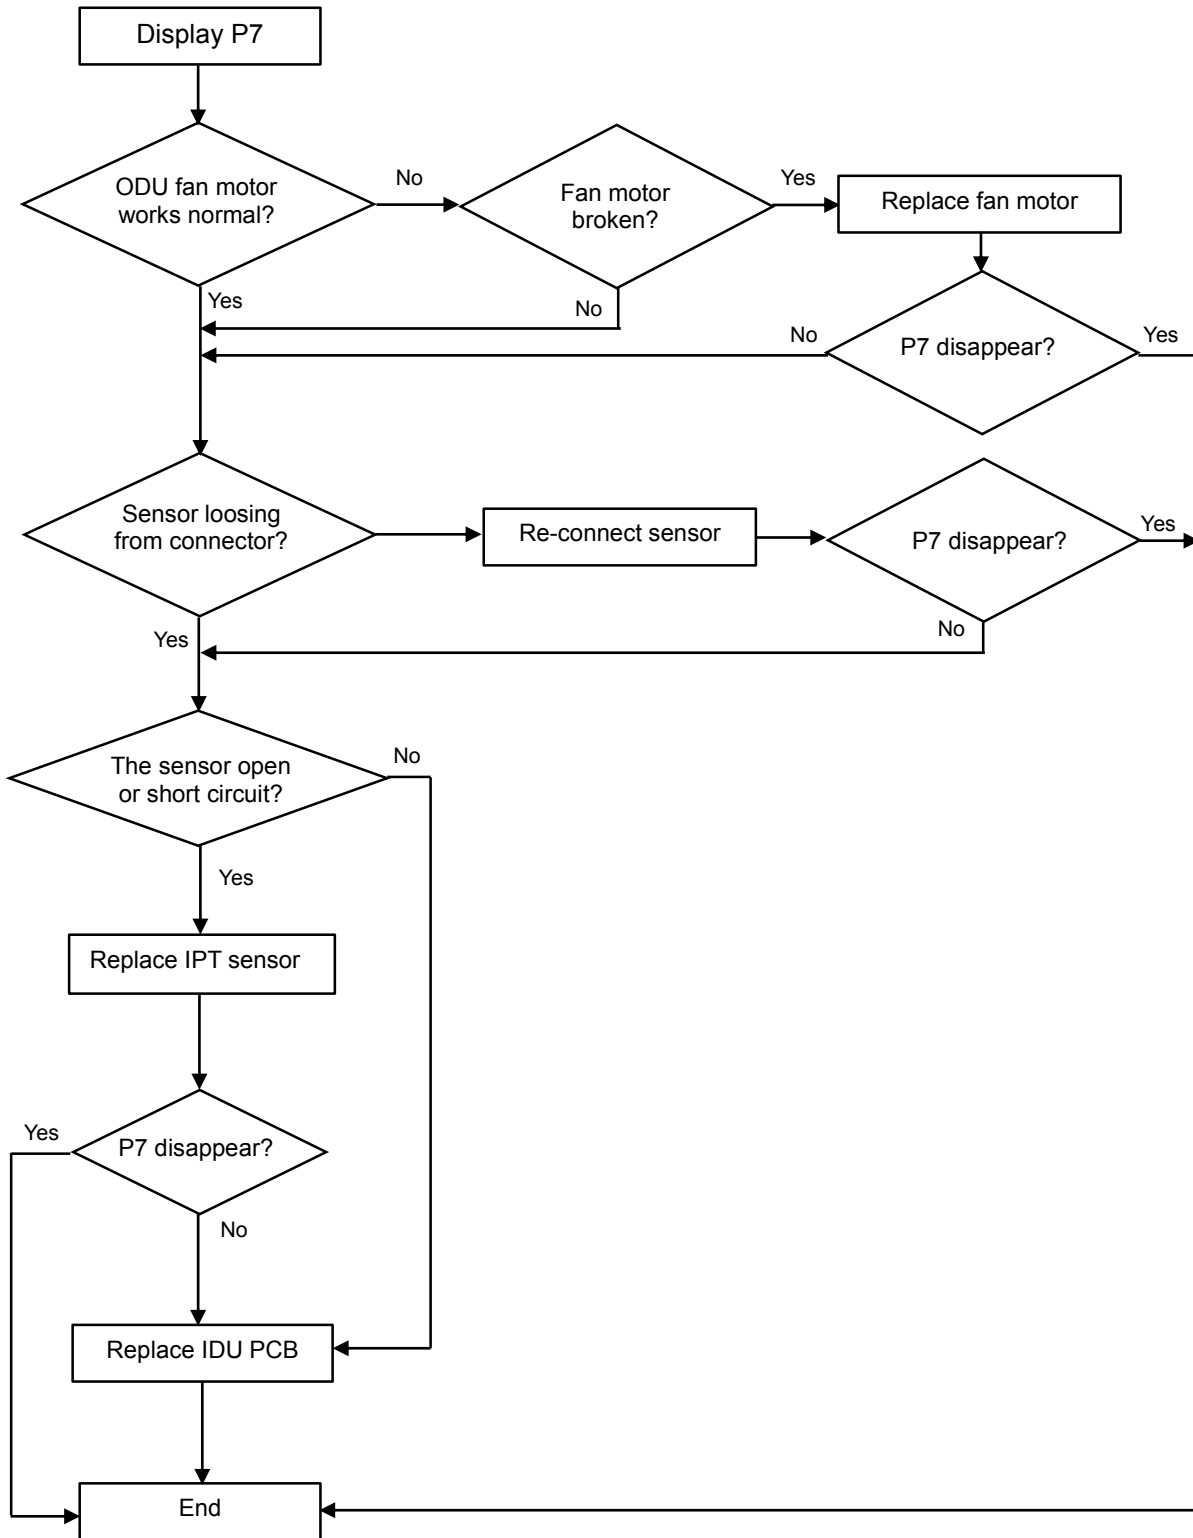 Display P7
ODU fan motor
works normal?
No
Fan motor
broken?
Yes
Replace fan motor
Yes
No
No
P7 disappear?
Yes
Sensor loosing
from connector?
Re-connect sensor
P7 disappear?
Yes
Yes
No
The sensor open
or short circuit?
No
Yes
Replace IPT sensor
Yes
P7 disappear?
No
Replace IDU PCB
End